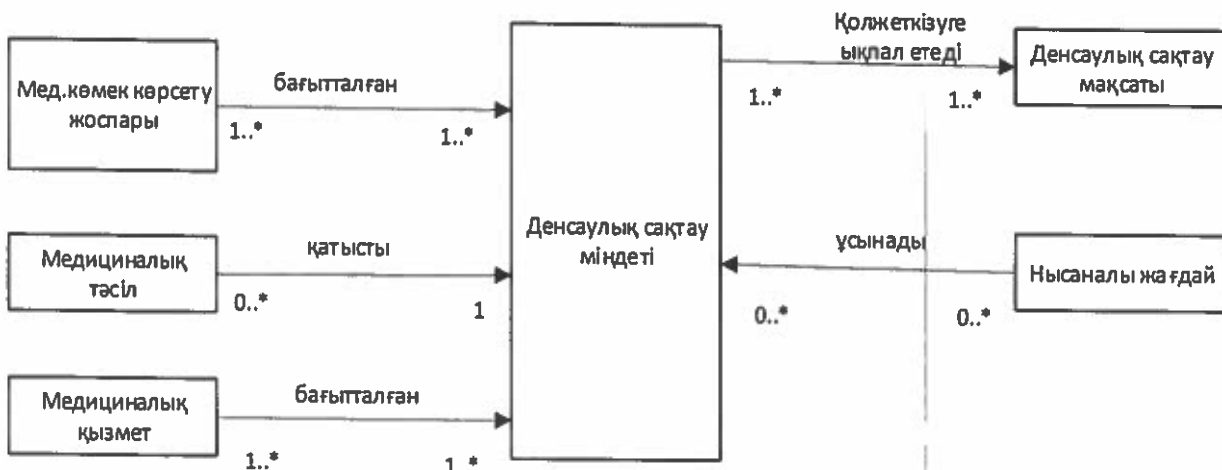 Мед.көмек көрсету
жоспары
бағытталған
1..*
1..*
Қолжеткізуге
ықпал етеді
1..*
1..*
Денсаулық сақтау
мақсаты
Медициналық
тәсіл
қатысты
0..*
1
Денсаулық сақтау
міндеті
ұсынады
0..*
0..*
Нысаналы жағдай
Медициналық
қызмет
бағытталған
1..*
1..*